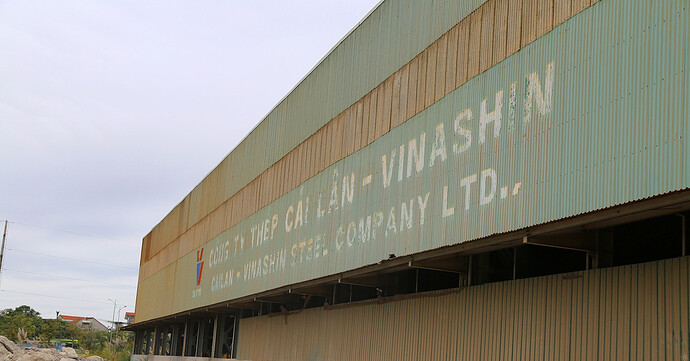 CÔNG TY THÉP CÁI LÂN - VINASHIN
CAILAN - VINASHIN STEEL COMPANY LTD..